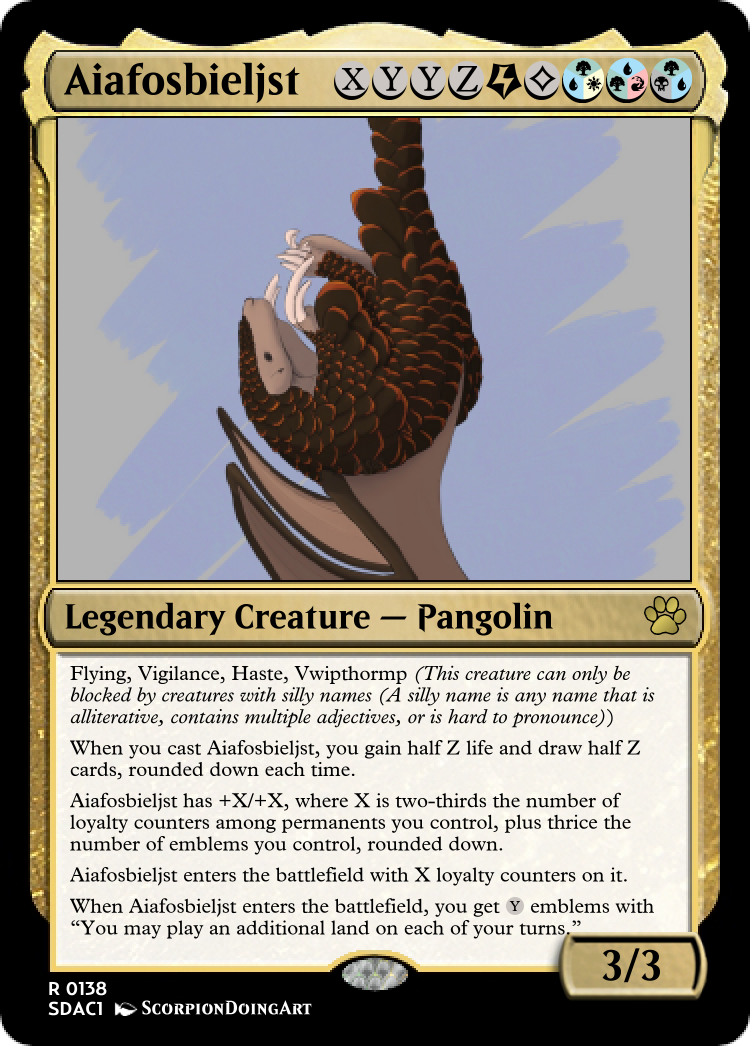 Aiafosbieljst X Y Y Z
Legendary Creature — Pangolin
Flying, Vigilance, Haste, Vwipthormp (This creature can only be
blocked by creatures with silly names (A silly name is any name that is
alliterative, contains multiple adjectives, or is hard to pronounce))
When you cast Aiafosbieljst, you gain half Z life and draw half Z
cards, rounded down each time.
Aiafosbieljst has +X/+X, where X is two-thirds the number of
loyalty counters among permanents you control, plus thrice the
number of emblems you control, rounded down.
Aiafosbieljst enters the battlefield with X loyalty counters on it.
When Aiafosbieljst enters the battlefield, you get Y emblems with
“You may play an additional land on each of your turns.”
3/3
R 0138
SDAC1 ScorpionDoingArt